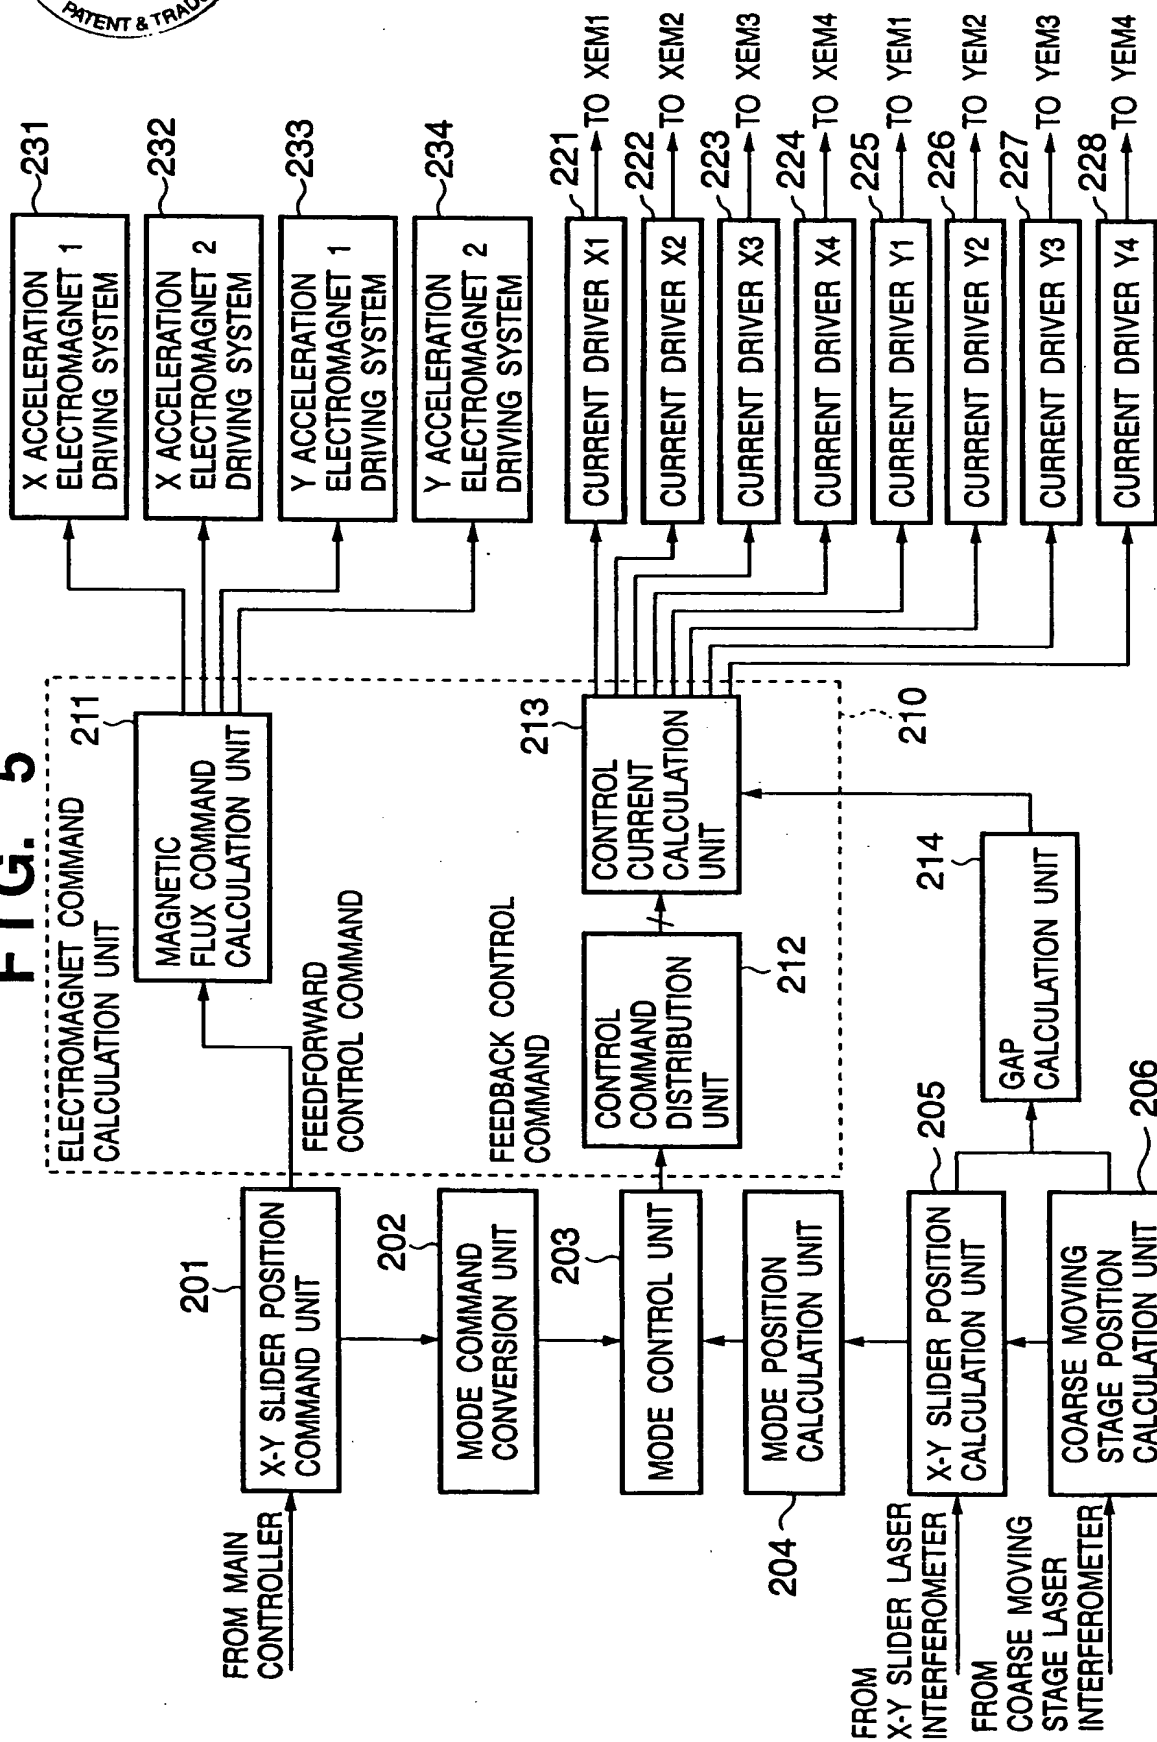 PATENT & TRAD
FIG. 5
ELECTROMAGNET COMMAND
CALCULATION UNIT
211
MAGNETIC
FLUX COMMAND
CALCULATION UNIT
FEEDFORWARD
CONTROL COMMAND
FEEDBACK CONTROL
COMMAND
X ACCELERATION
ELECTROMAGNET 1
DRIVING SYSTEM
231
X ACCELERATION
ELECTROMAGNET 2
DRIVING SYSTEM
232
Y ACCELERATION
ELECTROMAGNET 1
DRIVING SYSTEM
233
Y ACCELERATION
ELECTROMAGNET 2
DRIVING SYSTEM
234
FROM MAIN
CONTROLLER
201
X-Y SLIDER POSITION
COMMAND UNIT
202
MODE COMMAND
CONVERSION UNIT
203
MODE CONTROL UNIT
204
MODE POSITION
CALCULATION UNIT
FROM
X-Y SLIDER LASER
INTERFEROMETER
205
X-Y SLIDER POSITION
CALCULATION UNIT
FROM
COARSE MOVING
STAGE LASER
INTERFEROMETER
206
COARSE MOVING
STAGE POSITION
CALCULATION UNIT
212
CONTROL
COMMAND
DISTRIBUTION
UNIT
213
CONTROL
CURRENT
CALCULATION
UNIT
210
214
GAP
CALCULATION UNIT
221
CURRENT DRIVER X1
TO XEM1
222
CURRENT DRIVER X2
TO XEM2
223
CURRENT DRIVER X3
TO XEM3
224
CURRENT DRIVER X4
TO XEM4
225
CURRENT DRIVER Y1
TO YEM1
226
CURRENT DRIVER Y2
TO YEM2
227
CURRENT DRIVER Y3
TO YEM3
228
CURRENT DRIVER Y4
TO YEM4